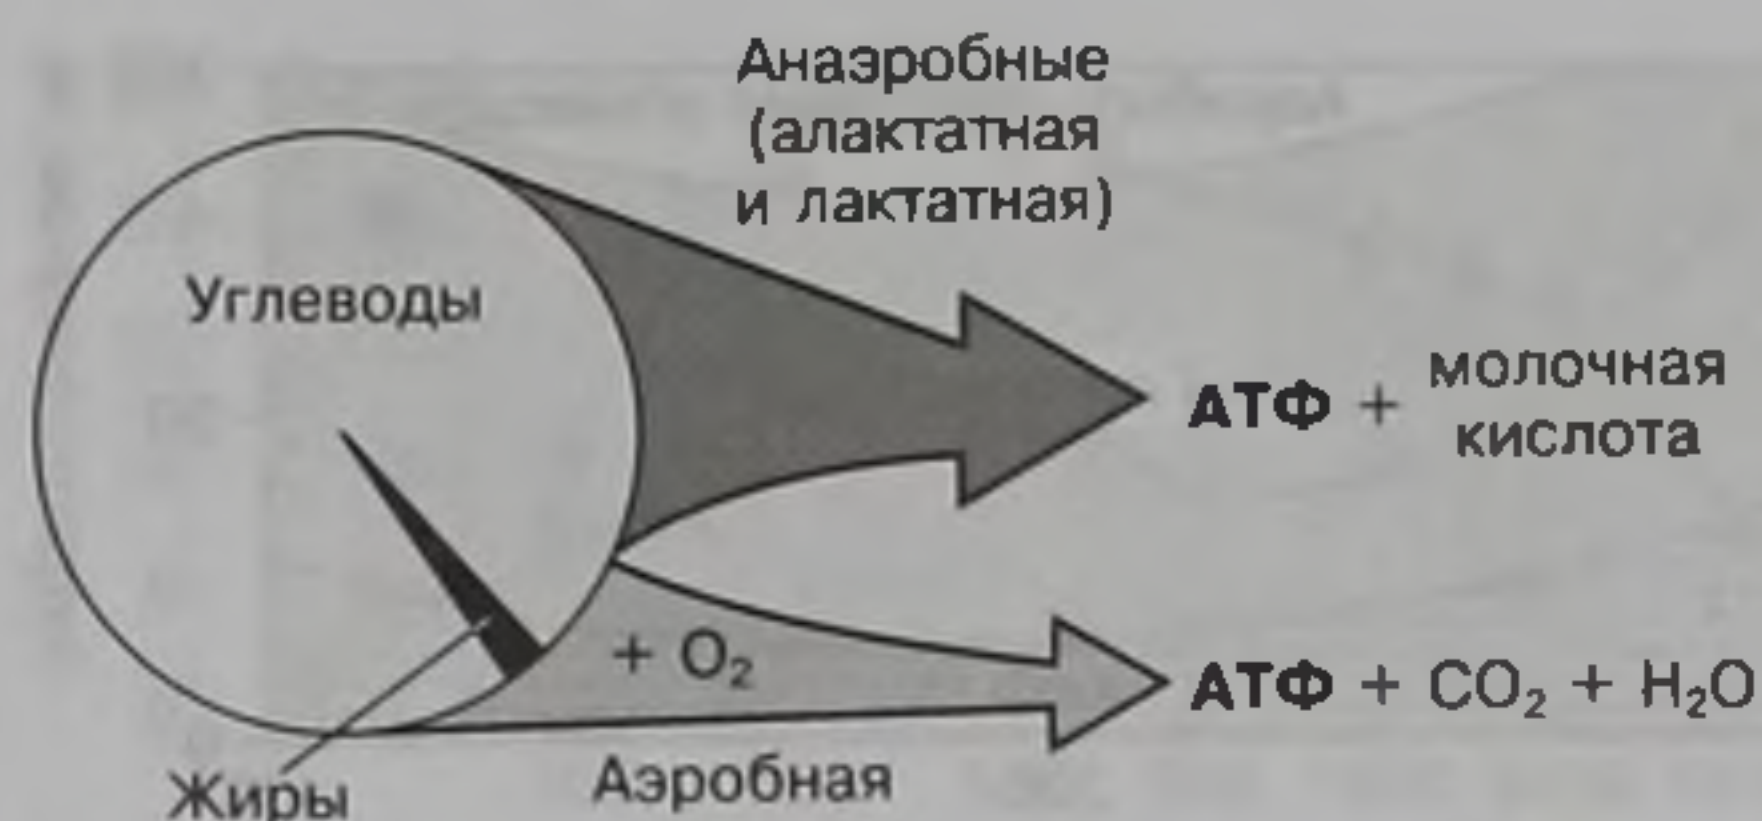 Анаэробные
(алактатная
и лактатная)
Углеводы
АТФ + молочная
кислота
+ O₂
АТФ + CO₂ + H₂O
Аэробная
Жиры